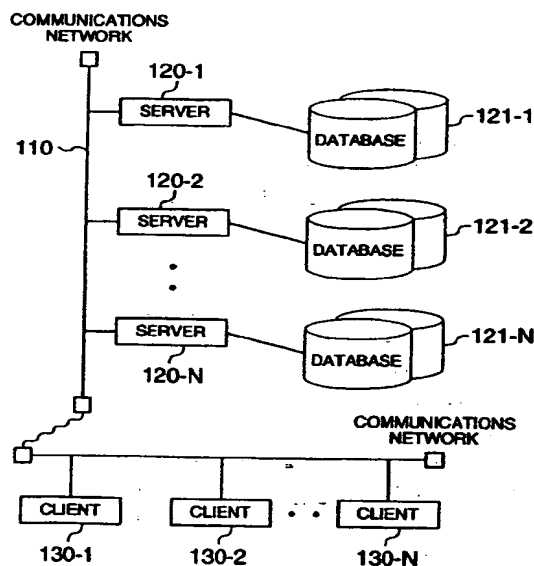 COMMUNICATIONS
NETWORK
120-1
SERVER
DATABASE
121-1
110
120-2
SERVER
DATABASE
121-2
SERVER
120-N
DATABASE
121-N
COMMUNICATIONS
NETWORK
CLIENT
130-1
CLIENT
130-2
CLIENT
130-N